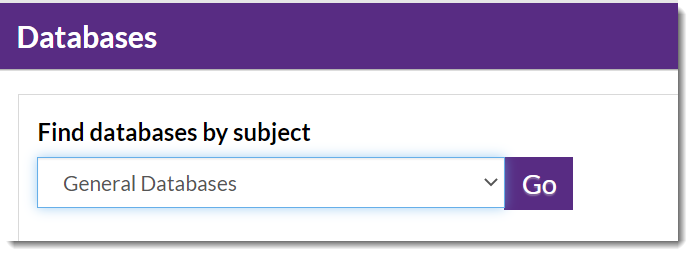 Databases
Find databases by subject
General Databases
Go